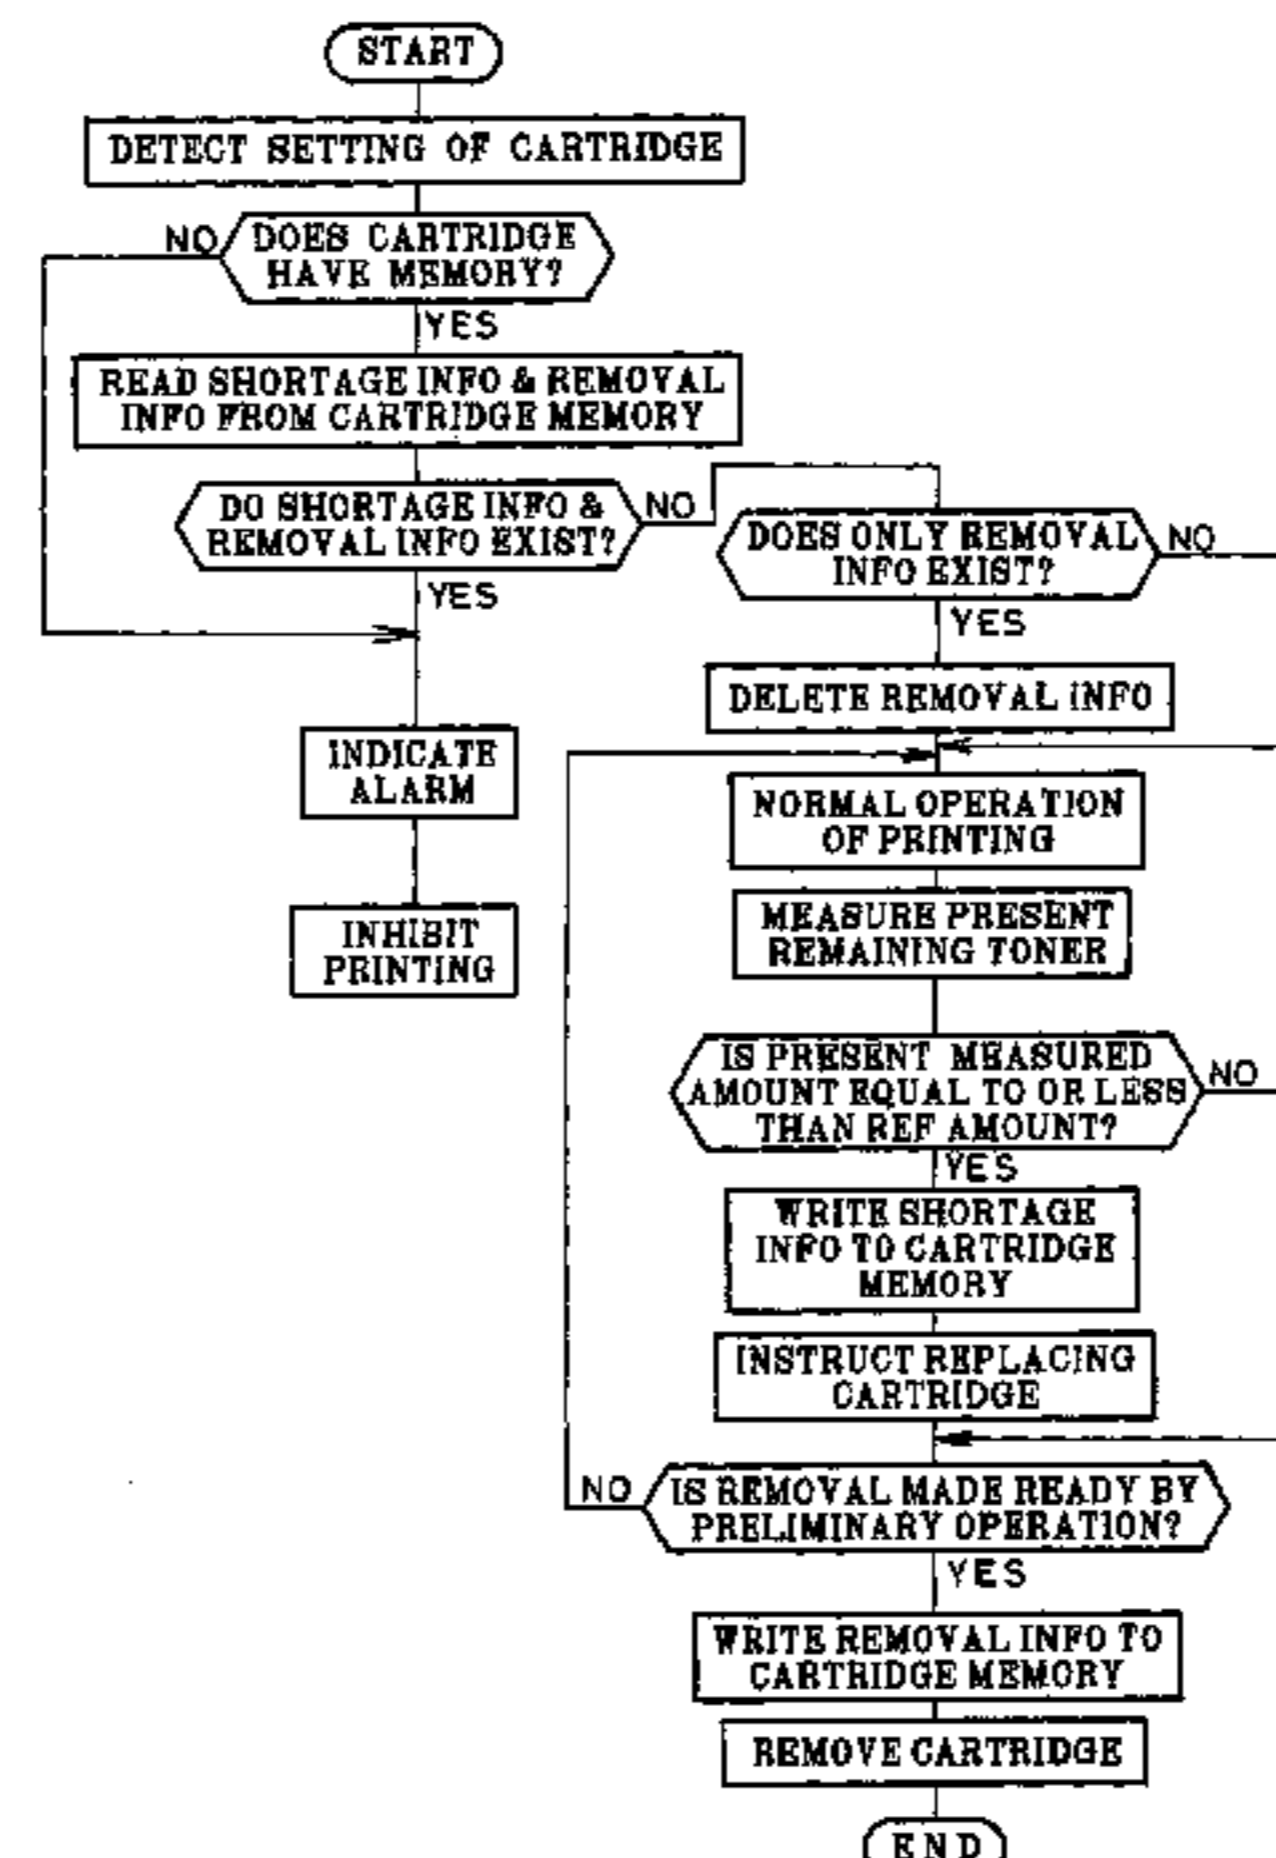 START
DETECT SETTING OF CARTRIDGE
NO
DOES CARTRIDGE
HAVE MEMORY?
YES
READ SHORTAGE INFO & REMOVAL
INFO FROM CARTRIDGE MEMORY
DO SHORTAGE INFO &
REMOVAL INFO EXIST?
NO
YES
DOES ONLY REMOVAL
INFO EXIST?
NO
YES
DELETE REMOVAL INFO
INDICATE
ALARM
INHIBIT
PRINTING
NORMAL OPERATION
OF PRINTING
MEASURE PRESENT
REMAINING TONER
IS PRESENT MEASURED
AMOUNT EQUAL TO OR LESS
THAN REF AMOUNT?
NO
YES
WRITE SHORTAGE
INFO TO CARTRIDGE
MEMORY
INSTRUCT REPLACING
CARTRIDGE
NO
IS REMOVAL MADE READY BY
PRELIMINARY OPERATION?
YES
WRITE REMOVAL INFO TO
CARTRIDGE MEMORY
REMOVE CARTRIDGE
END